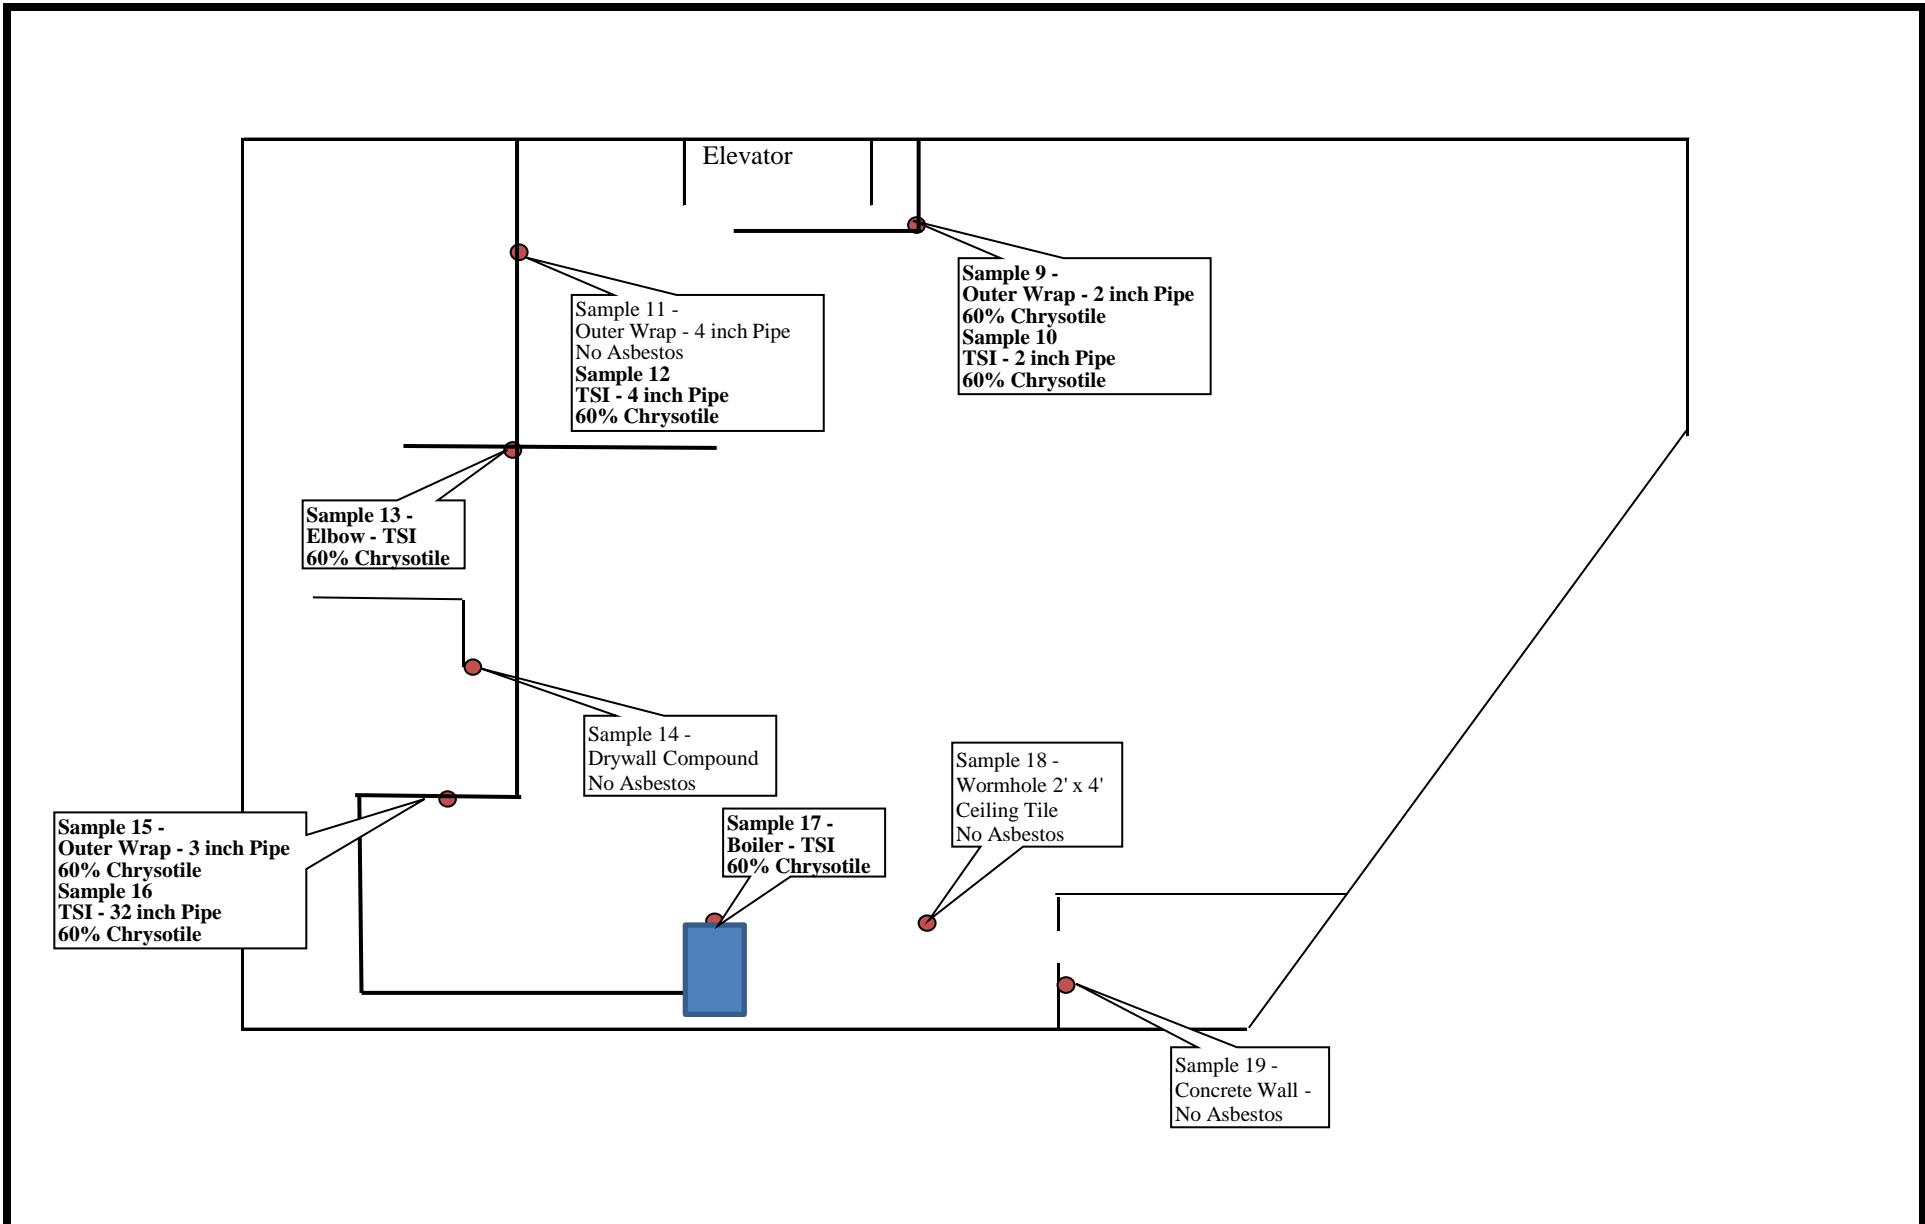 Elevator
Sample 9 -
Outer Wrap - 2 inch Pipe
60% Chrysotile
Sample 10
TSI - 2 inch Pipe
60% Chrysotile
Sample 11 -
Outer Wrap - 4 inch Pipe
No Asbestos
Sample 12
TSI - 4 inch Pipe
60% Chrysotile
Sample 13 -
Elbow - TSI
60% Chrysotile
Sample 14 -
Drywall Compound
No Asbestos
Sample 18 -
Wormhole 2' x 4'
Ceiling Tile
No Asbestos
Sample 15 -
Outer Wrap - 3 inch Pipe
60% Chrysotile
Sample 16
TSI - 32 inch Pipe
60% Chrysotile
Sample 17 -
Boiler - TSI
60% Chrysotile
Sample 19 -
Concrete Wall -
No Asbestos